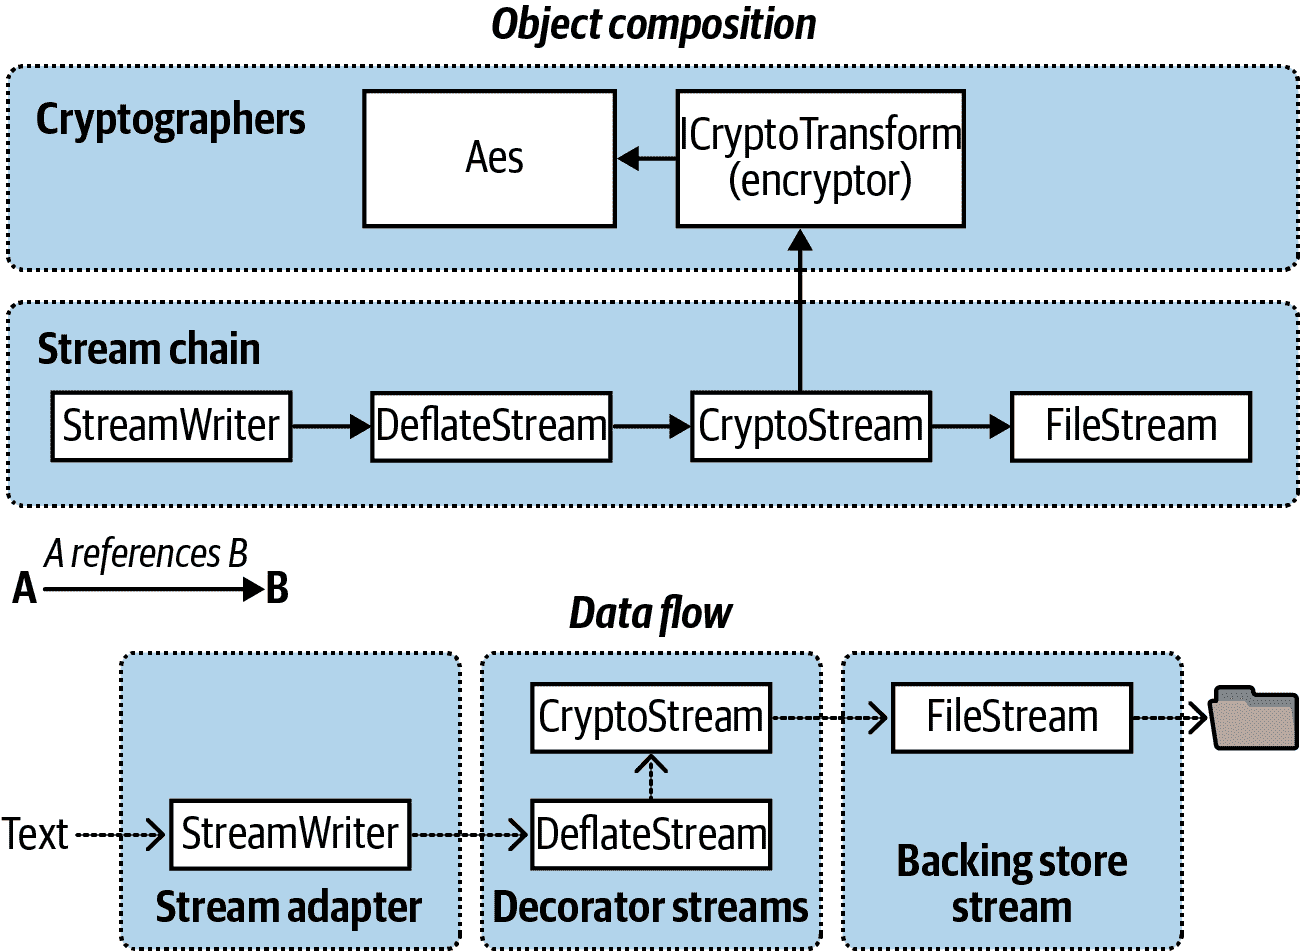 Object composition
Cryptographers
Aes
ICryptoTransform
(encryptor)
Stream chain
StreamWriter
DeflateStream
CryptoStream
FileStream
A references B
A
B
Data flow
CryptoStream
FileStream
Text
StreamWriter
DeflateStream
Stream adapter
Decorator streams
Backing store
stream